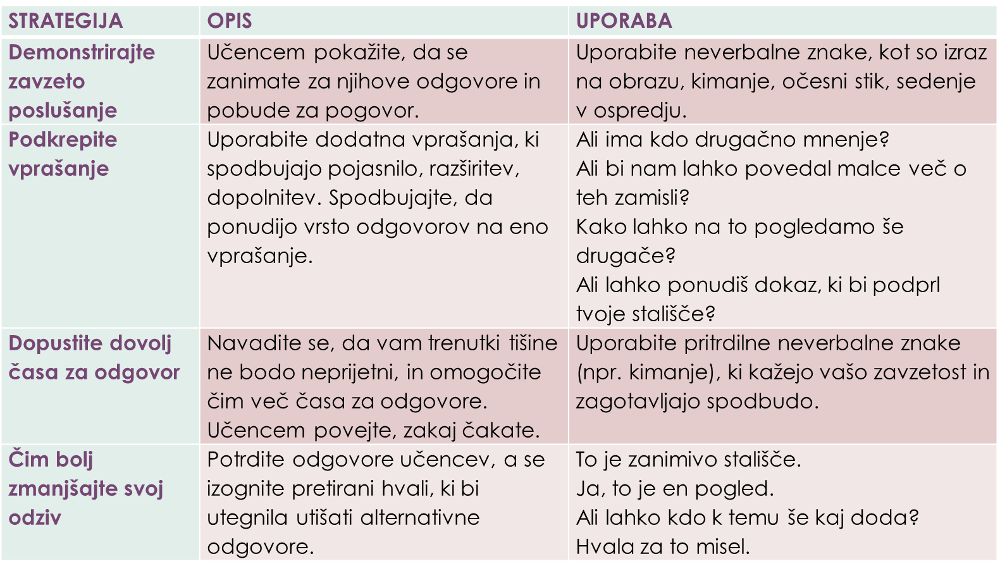 STRATEGIJA
OPIS
UPORABA
Demonstrirajte
zavzeto
poslušanje
Učencem pokažite, da se
zanimate za njihove odgovore in
pobude za pogovor.
Uporabite neverbalne znake, kot so izraz
na obrazu, kimanje, očesni stik, sedenje
v ospredju.
Podkrepite
vprašanje
Uporabite dodatna vprašanja, ki
spodbujajo pojasnilo, razširitev,
dopolnitev. Spodbujajte, da
ponudijo vrsto odgovorov na eno
vprašanje.
Ali ima kdo drugačno mnenje?
Ali bi nam lahko povedal malce več o
teh zamisli?
Kako lahko na to pogledamo še
drugače?
Ali lahko ponudiš dokaz, ki bi podprl
tvoje stališče?
Dopustite dovolj
časa za odgovor
Navadite se, da vam trenutki tišine
ne bodo neprijetni, in omogočite
čim več časa za odgovore.
Učencem povejte, zakaj čakate.
Uporabite pritrdilne neverbalne znake
(npr. kimanje), ki kažejo vašo zavzetost in
zagotavljajo spodbudo.
Čim bolj
zmanjšajte svoj
odziv
Potrdite odgovore učencev, a se
izognite pretirani hvali, ki bi
utegnila utišati alternativne
odgovore.
To je zanimivo stališče.
Ja, to je en pogled.
Ali lahko kdo k temu še kaj doda?
Hvala za to misel.